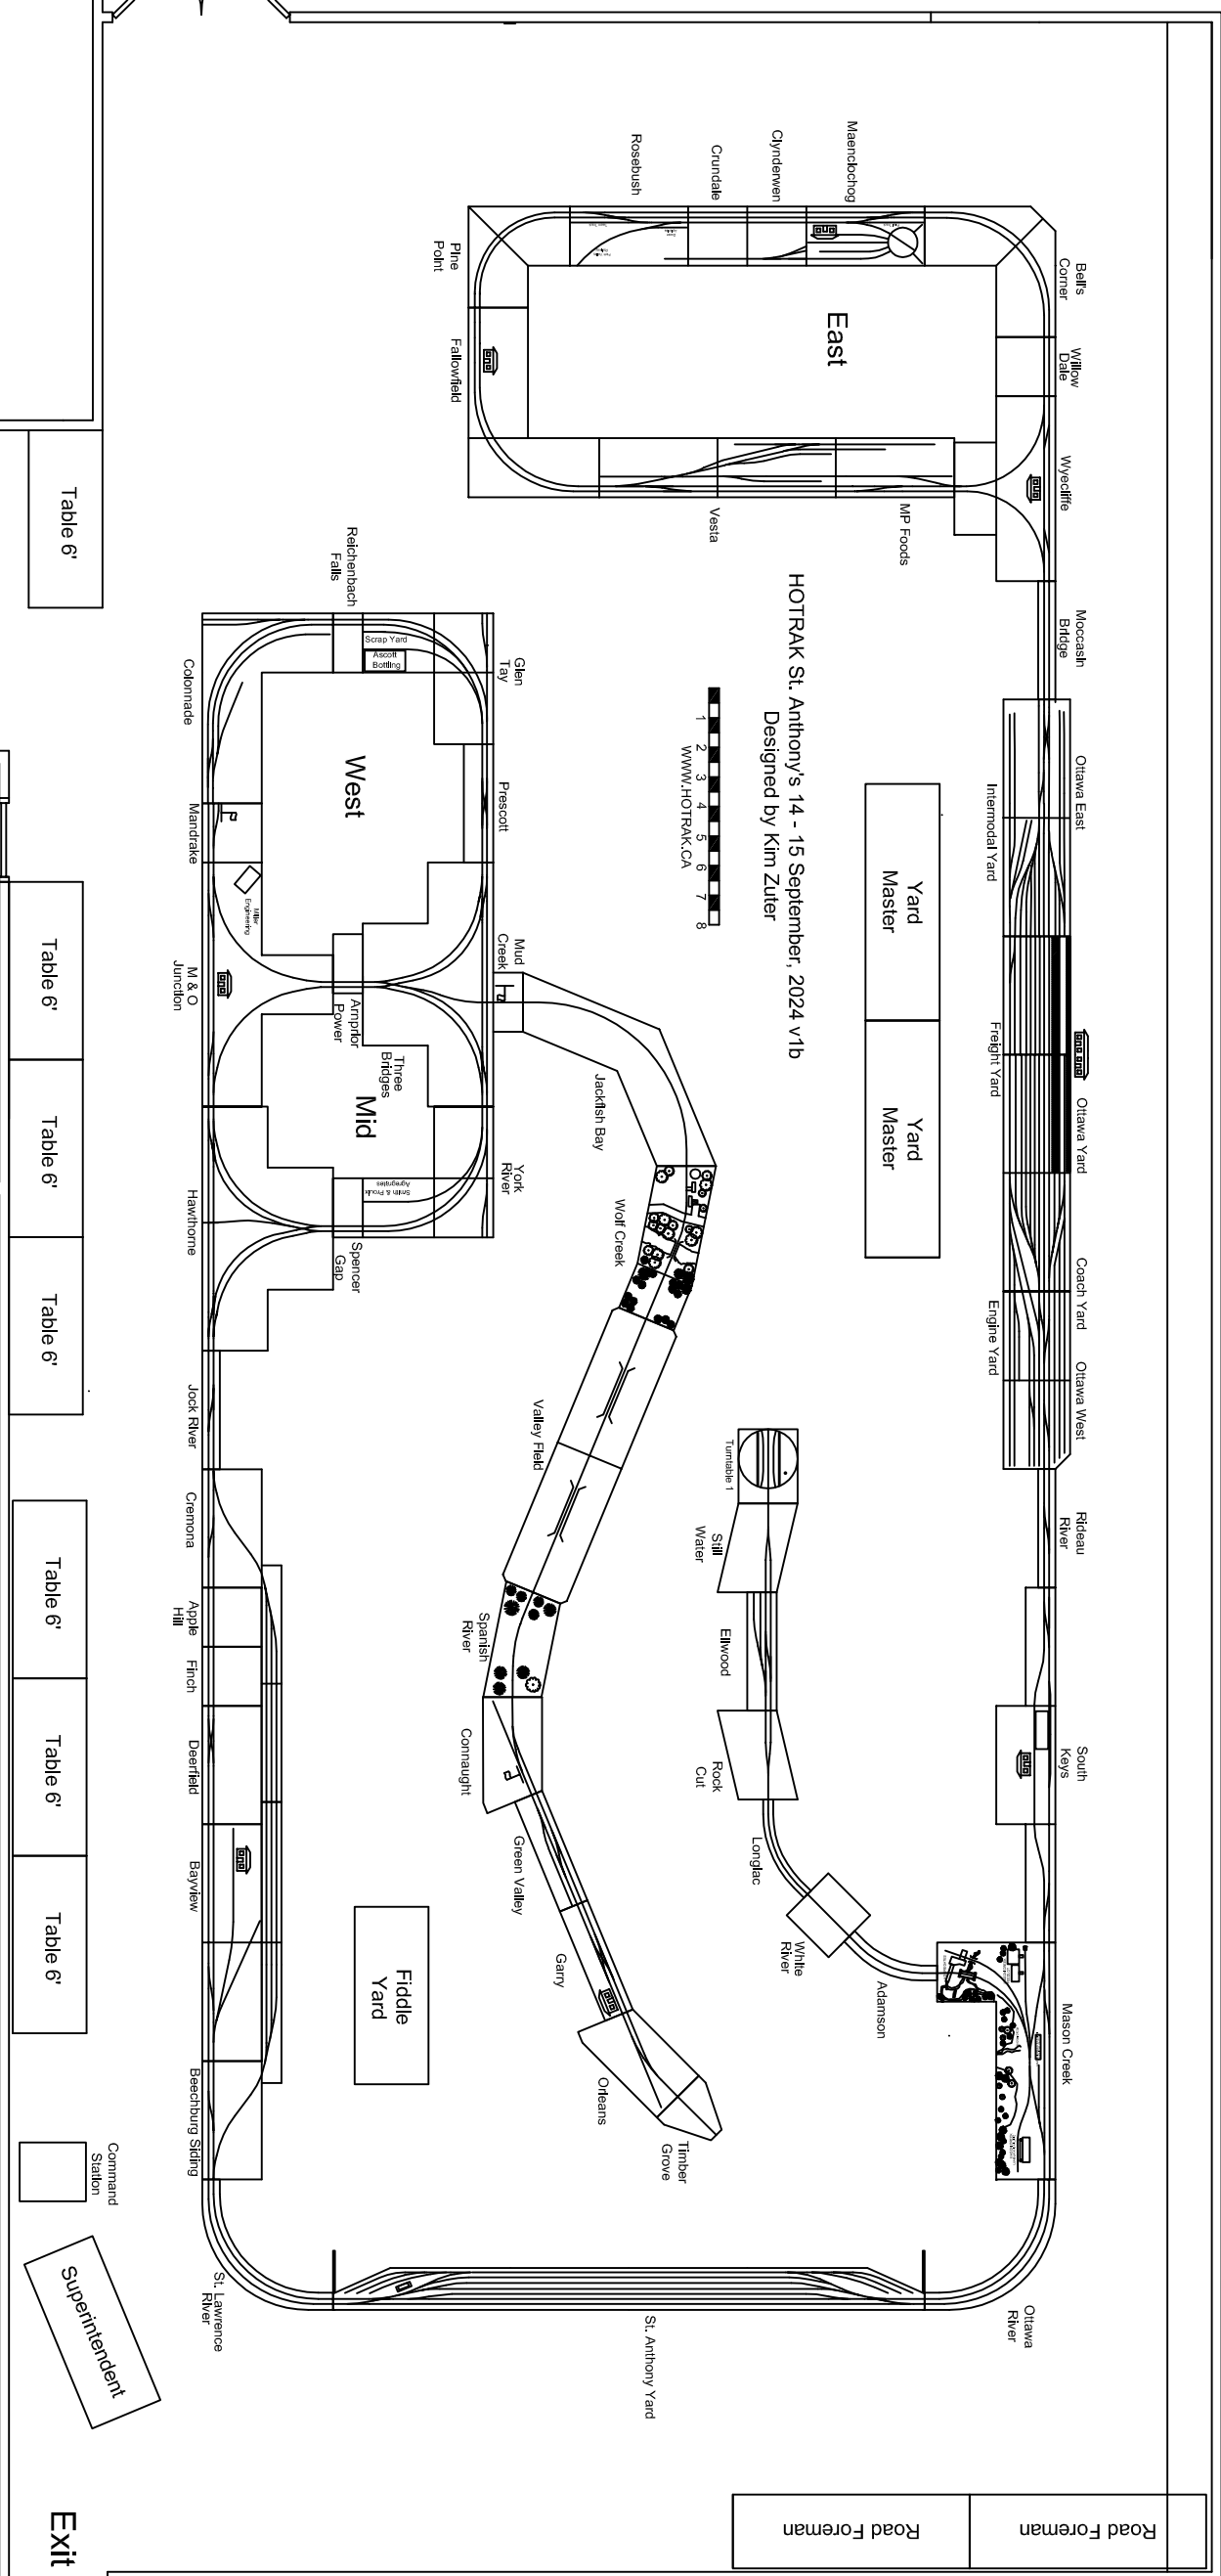 Maenclochog
Clynderwen
Crundale
Rosebush
Pine
Point
Bell's
Corner
Willow
Dale
East
Fallowfield
Wyecliffe
Vesta
MP Foods
Table 6'
Moccasin
Bridge
HOTRAK St. Anthony's 14 - 15 September, 2024 v1b
Designed by Kim Zuter
1 2 3 4 5 6 7 8
WWW.HOTRAK.CA
Reichenbach
Falls
Scrap Yard
Ascott
Bottling
Glen
Tay
Colonnade
West
Prescott
Mandrake
Miller
Engineering
M & O
Junction
Arnprior
Power
Mud
Creek
Three
Bridges
Mid
York
River
Smith & Proulx
Agregates
Hawthorne
Spencer
Gap
Jock River
Ottawa East
Intermodal Yard
Yard
Master
Yard
Master
Freight Yard
Ottawa Yard
Coach Yard
Engine Yard
Ottawa West
Rideau
River
Jackfish Bay
Wolf Creek
Valley Field
Spanish
River
Connaught
Green Valley
Garry
Orleans
Timber
Grove
Turntable 1
Still
Water
Ellwood
Rock
Cut
Longlac
White
River
Adamson
South
Keys
Mason Creek
Ottawa
River
St. Anthony Yard
St. Lawrence
River
Cremona
Apple
Hill
Finch
Deerfield
Bayview
Beechburg Siding
Fiddle
Yard
Table 6'
Table 6'
Table 6'
Table 6'
Table 6'
Table 6'
Command
Station
Superintendent
Road Foreman
Road Foreman
Exit